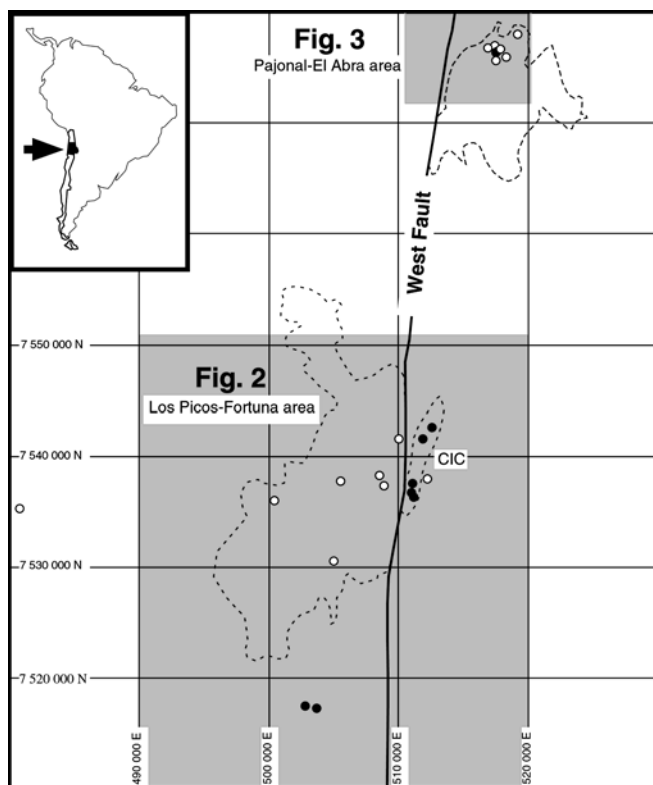 Fig. 3
Pajonal-El Abra area
West Fault
7 550 000 N
Fig. 2
Los Picos-Fortuna area
7 540 000 N
CIC
7 530 000 N
7 520 000 N
490 000 E
500 000 E
510 000 E
520 000 E